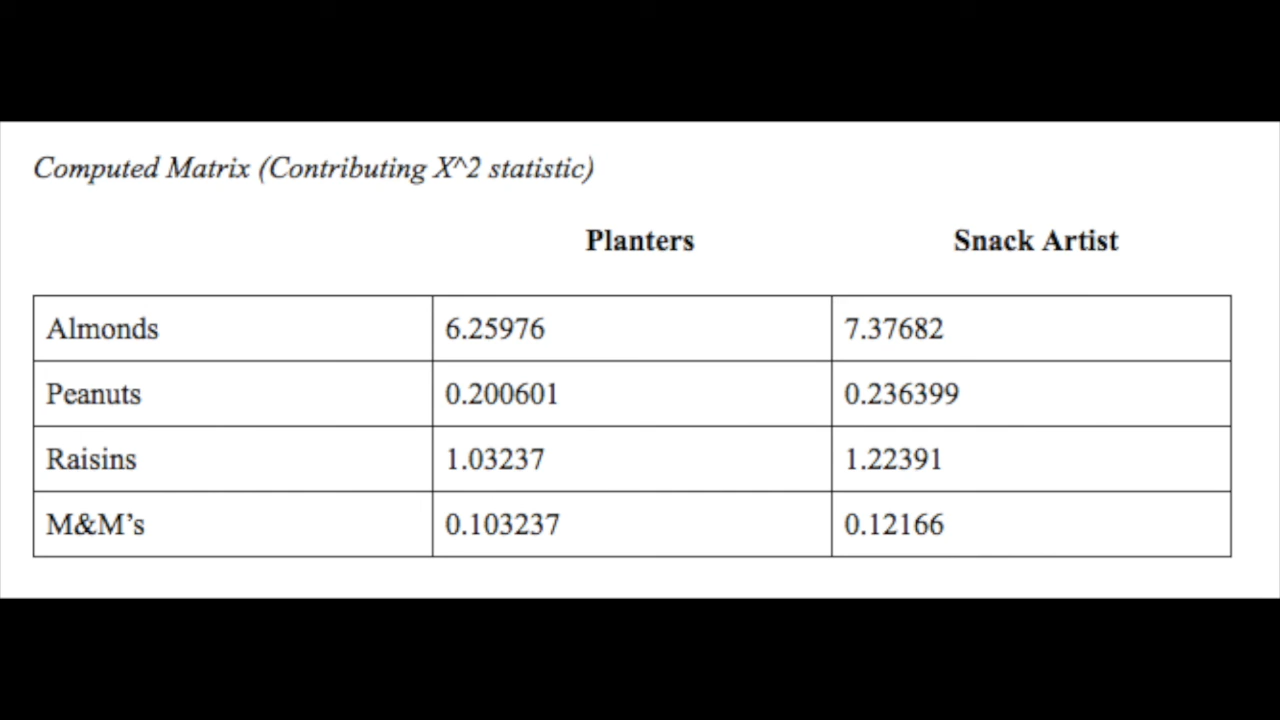 Computed Matrix (Contributing X^2 statistic)
Planters Snack Artist
Almonds 6.25976 7.37682
Peanuts 0.200601 0.236399
Raisins 1.03237 1.22391
M&M’s 0.103237 0.12166